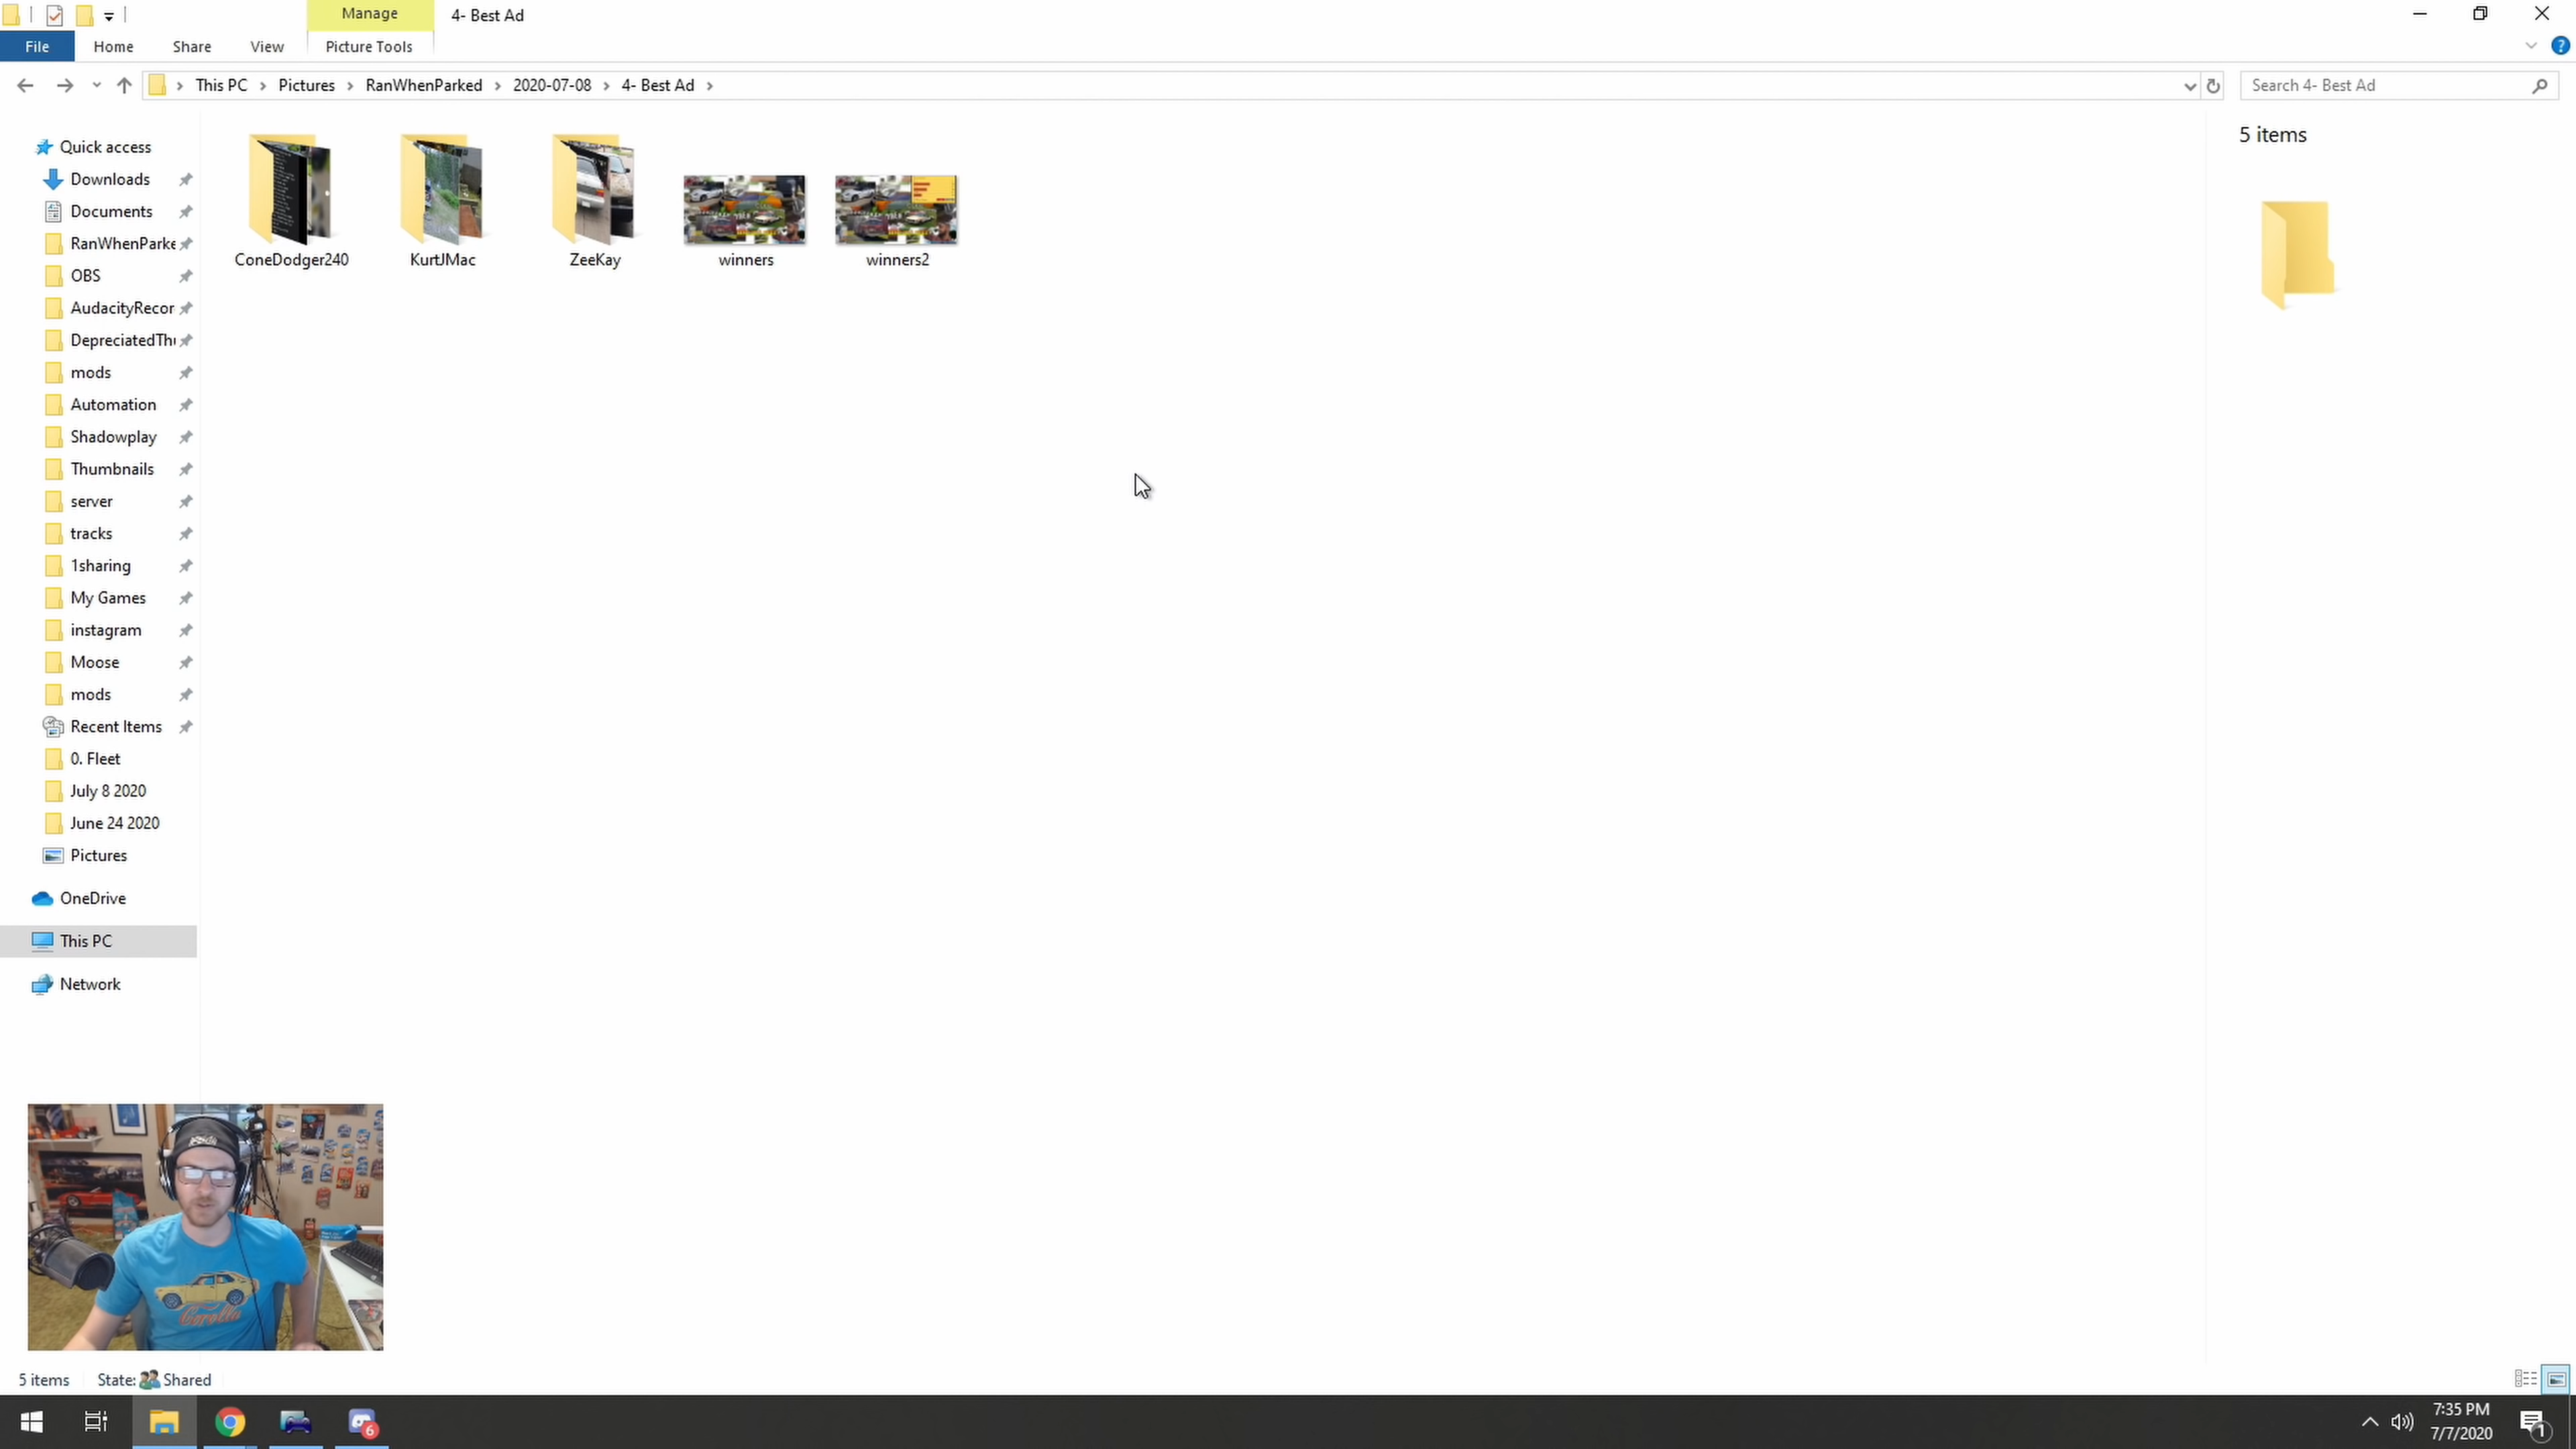 Manage
4- Best Ad
File
Home
Share
View
Picture Tools
This PC
Pictures
RanWhenParked
2020-07-08
4- Best Ad
Search 4- Best Ad
Quick access
Downloads
Documents
RanWhenParke
OBS
AudacityRecor
DepreciatedTh
mods
Automation
Shadowplay
Thumbnails
server
tracks
1sharing
My Games
instagram
Moose
mods
Recent Items
0. Fleet
July 8 2020
June 24 2020
Pictures
OneDrive
This PC
Network
ConeDodger240
KurtJMac
ZeeKay
winners
winners2
5 items
Corolla
5 items
State:
Shared
6
7:35 PM
7/7/2020
1